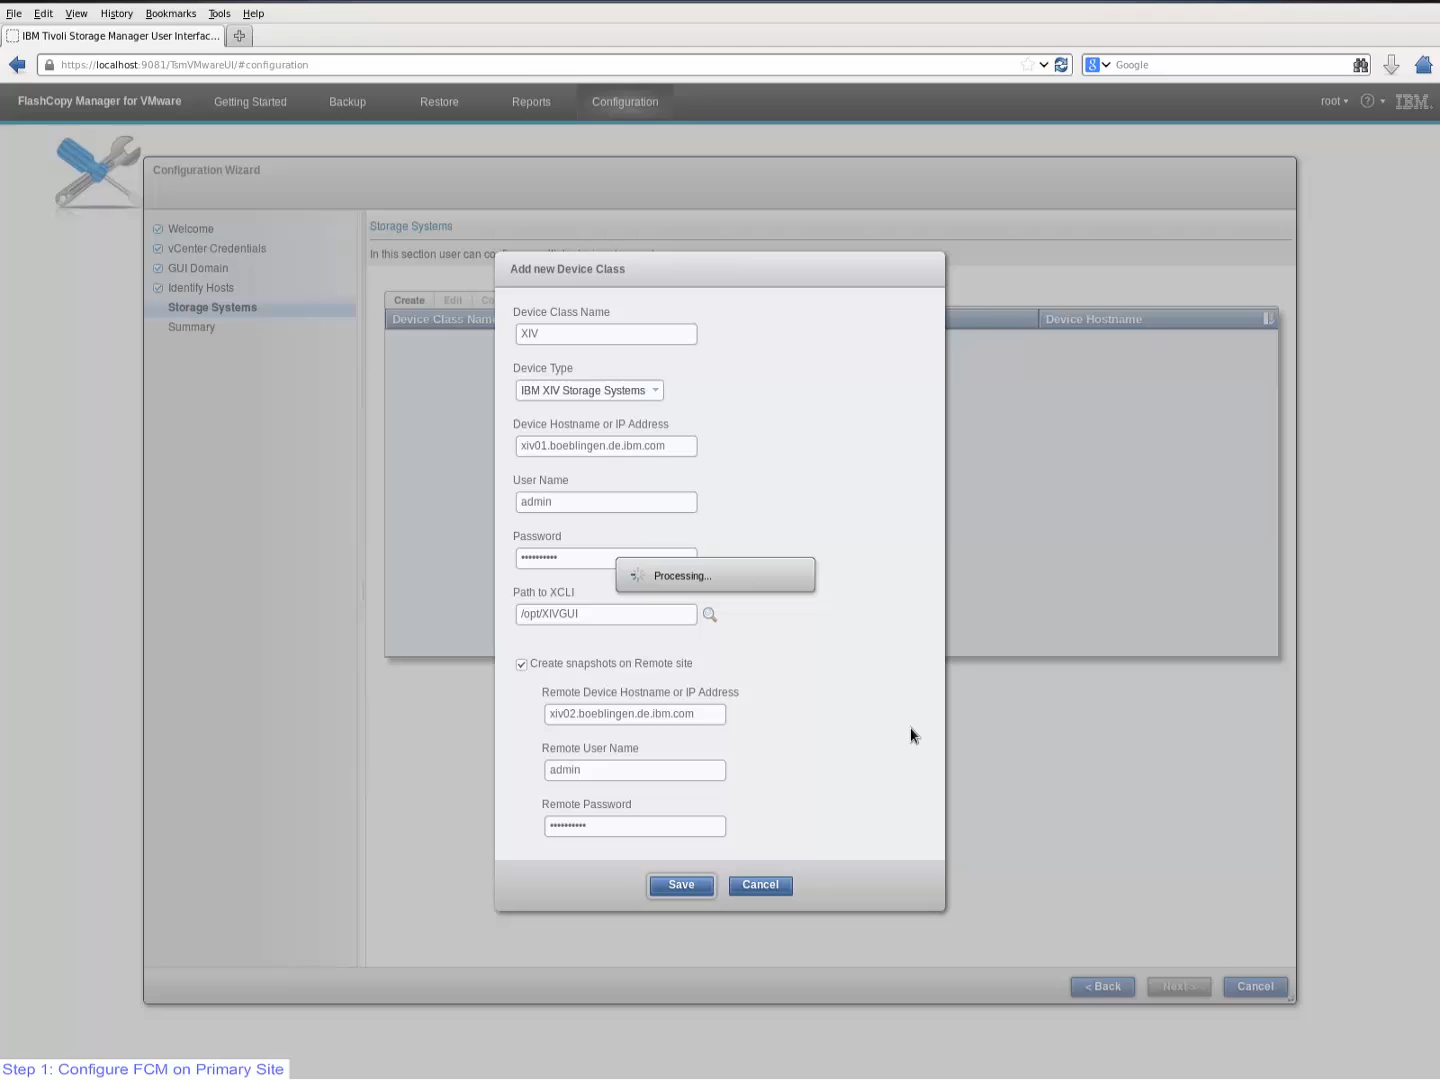 File Edit View History Bookmarks Tools Help
IBM Tivoli Storage Manager User Interfac...
https://localhost:9081/TsmVMwareUI/#configuration
8 Google
FlashCopy Manager for VMware Getting Started Backup Restore Reports Configuration root ? IBM.
Configuration Wizard
Welcome
vCenter Credentials
GUI Domain
Identify Hosts
Storage Systems
Summary
Storage Systems
In this section user can co
Create Edit Co
Device Class Name Device Hostname
Add new Device Class
Device Class Name
XIV
Device Type
IBM XIV Storage Systems
Device Hostname or IP Address
xiv01.boeblingen.de.ibm.com
User Name
admin
Password
••••••••••
Processing...
Path to XCLI
/opt/XIVGUI
Create snapshots on Remote site
Remote Device Hostname or IP Address
xiv02.boeblingen.de.ibm.com
Remote User Name
admin
Remote Password
••••••••••
Save Cancel
< Back Next > Cancel
Step 1: Configure FCM on Primary Site